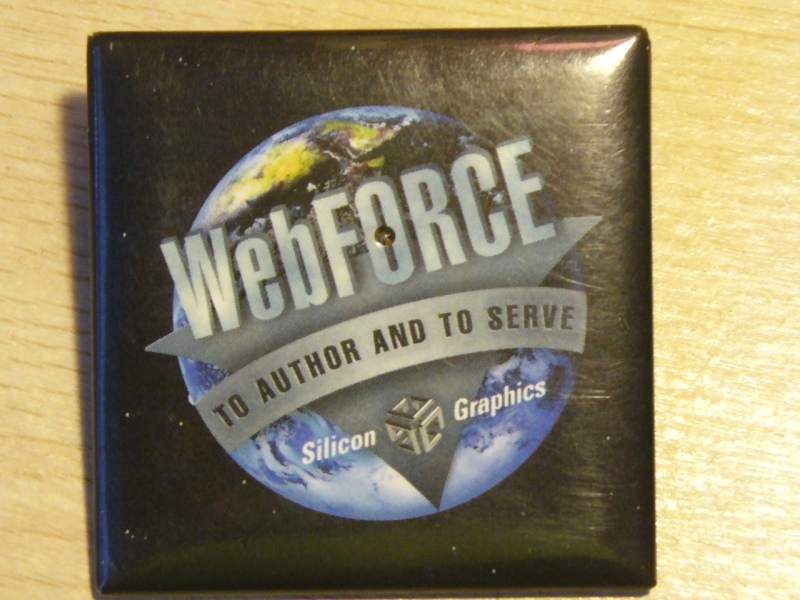 WebFORCE
TO AUTHOR AND TO SERVE
Silicon Graphics